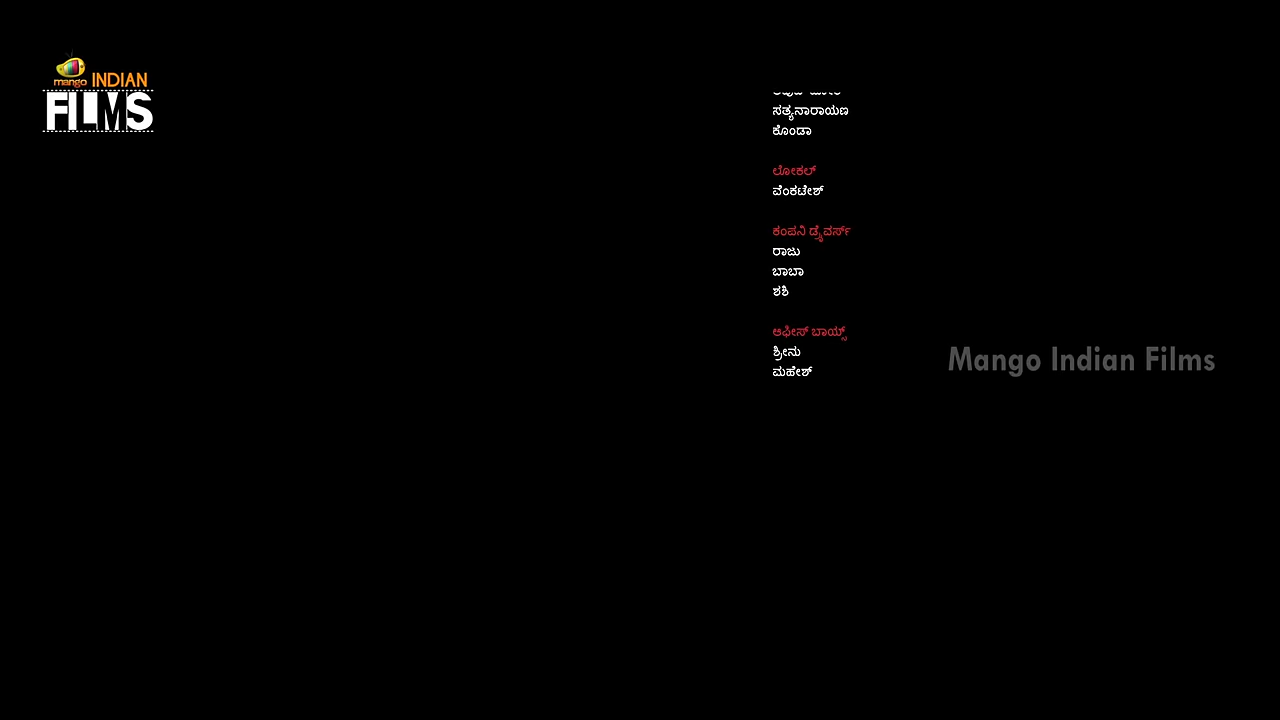 mango INDIAN
FILMS
ಸತ್ಯನಾರಾಯಣ
ಕೊಂಡಾ
ಲೋಕಲ್
ವೆಂಕಟೇಶ್
ಕಂಪನಿ ಡ್ರೈವರ್ಸ್
ರಾಜು
ಬಾಬಾ
ಶಶಿ
ಆಫೀಸ್ ಬಾಯ್ಸ್
ಶ್ರೀನು
ಮಹೇಶ್
Mango Indian Films